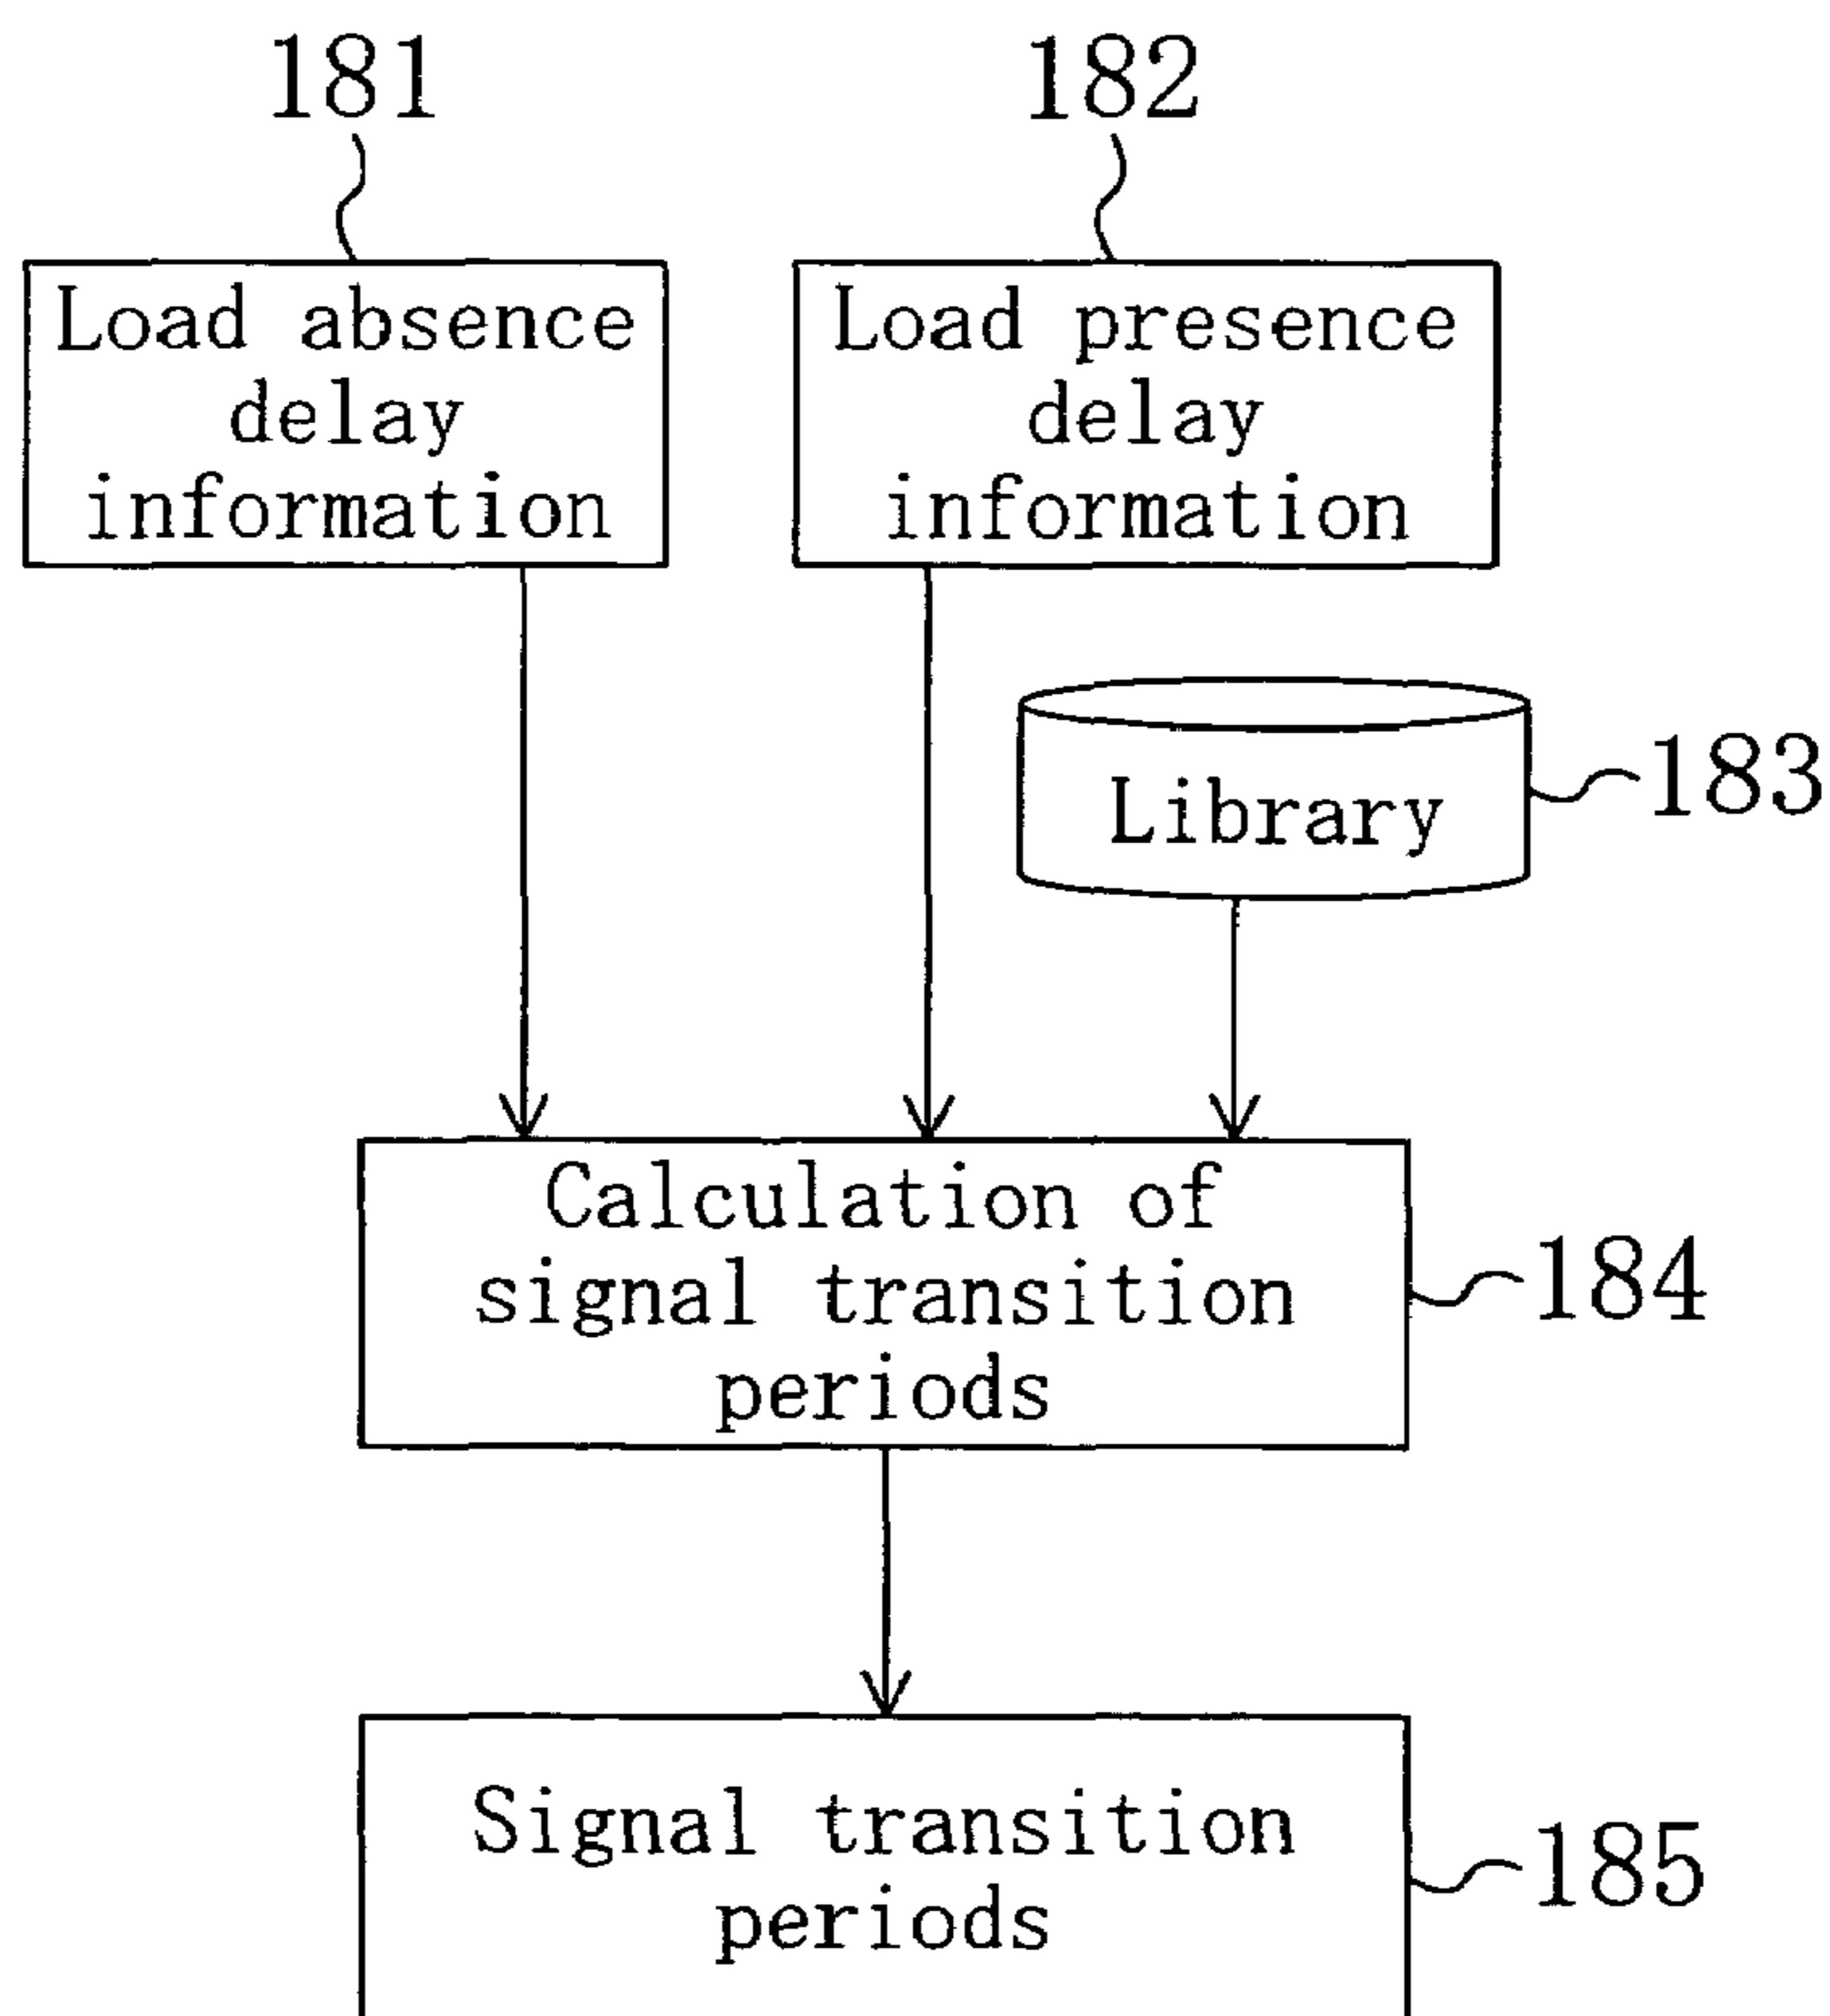 181
182
Load absence
delay
information
Load presence
delay
information
Library
183
Calculation of
signal transition
periods
184
Signal transition
periods
185